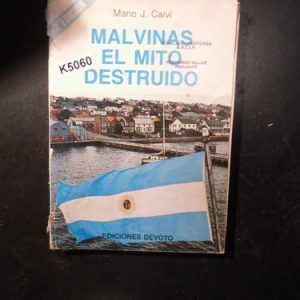 Mario J. Calvi
MALVINAS
EL MITO
DESTRUIDO
K5060
EDICIONES DEVOTO